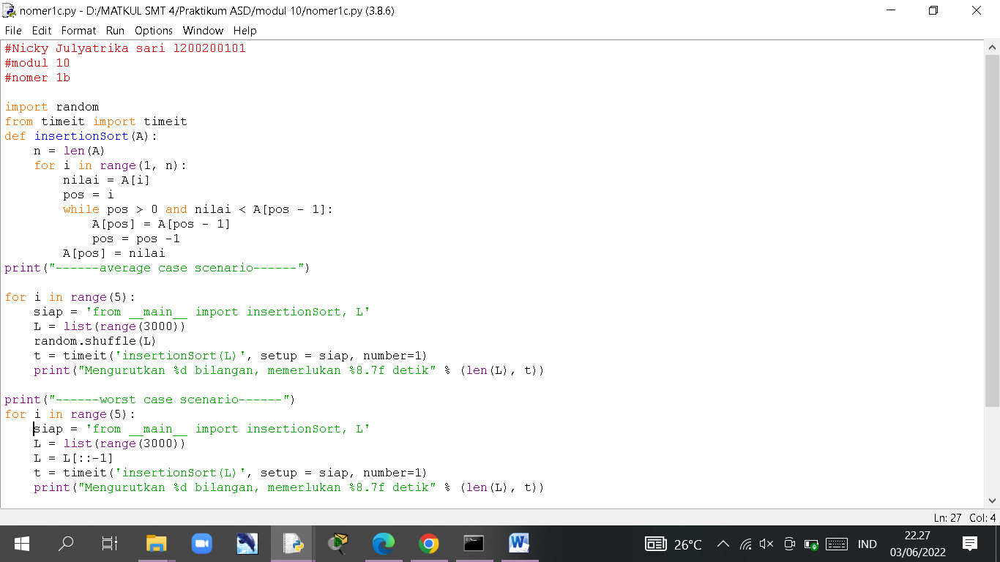 nomer1c.py - D:/MATKUL SMT 4/Praktikum ASD/modul 10/nomer1c.py (3.8.6)
File Edit Format Run Options Window Help
#Nicky Julyatrika sari l200200101
#modul 10
#nomer 1b
import random
from timeit import timeit
def insertionSort(A):
    n = len(A)
    for i in range(1, n):
        nilai = A[i]
        pos = i
        while pos > 0 and nilai < A[pos - 1]:
            A[pos] = A[pos - 1]
            pos = pos -1
        A[pos] = nilai
print("------average case scenario------")
for i in range(5):
    siap = 'from __main__ import insertionSort, L'
    L = list(range(3000))
    random.shuffle(L)
    t = timeit('insertionSort(L)', setup = siap, number=1)
    print("Mengurutkan %d bilangan, memerlukan %8.7f detik" % (len(L), t))
print("------worst case scenario------")
for i in range(5):
    siap = 'from __main__ import insertionSort, L'
    L = list(range(3000))
    L = L[::-1]
    t = timeit('insertionSort(L)', setup = siap, number=1)
    print("Mengurutkan %d bilangan, memerlukan %8.7f detik" % (len(L), t))
Ln: 27 Col: 4
26°C
IND
22.27
03/06/2022